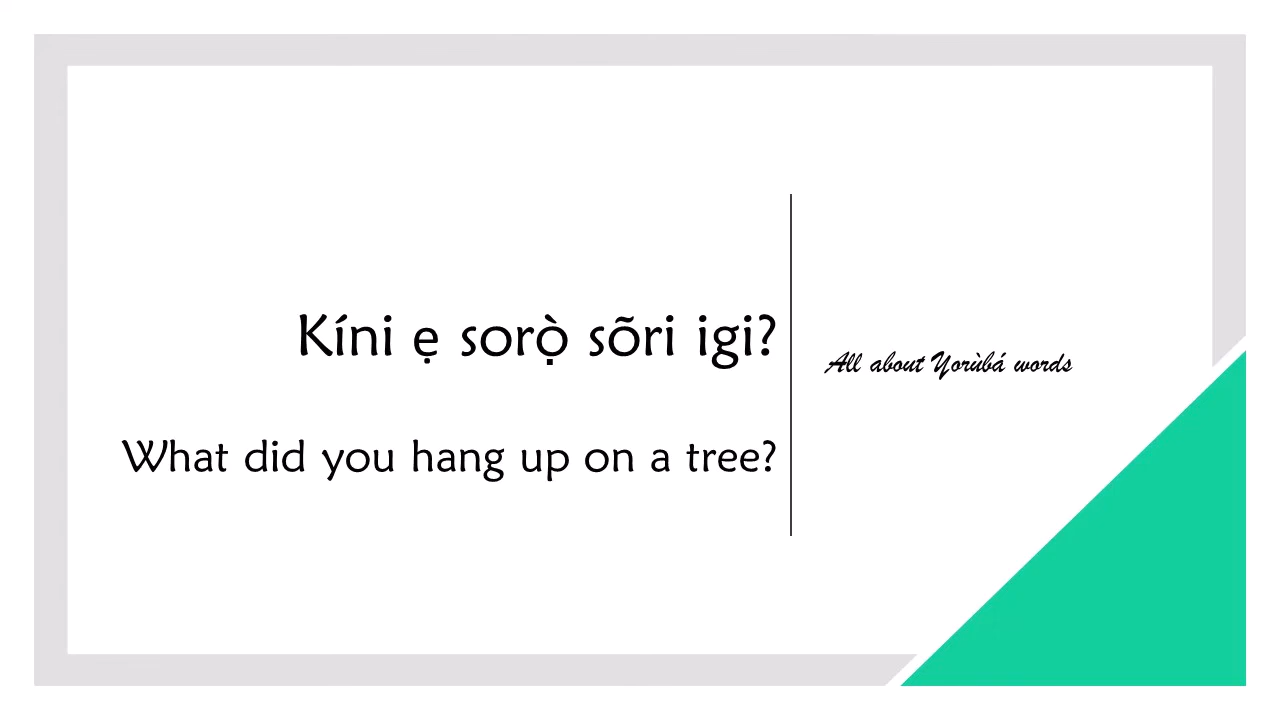 Kíni ẹ sorọ̀ sõri igi?
What did you hang up on a tree?
All about Yorùbá words